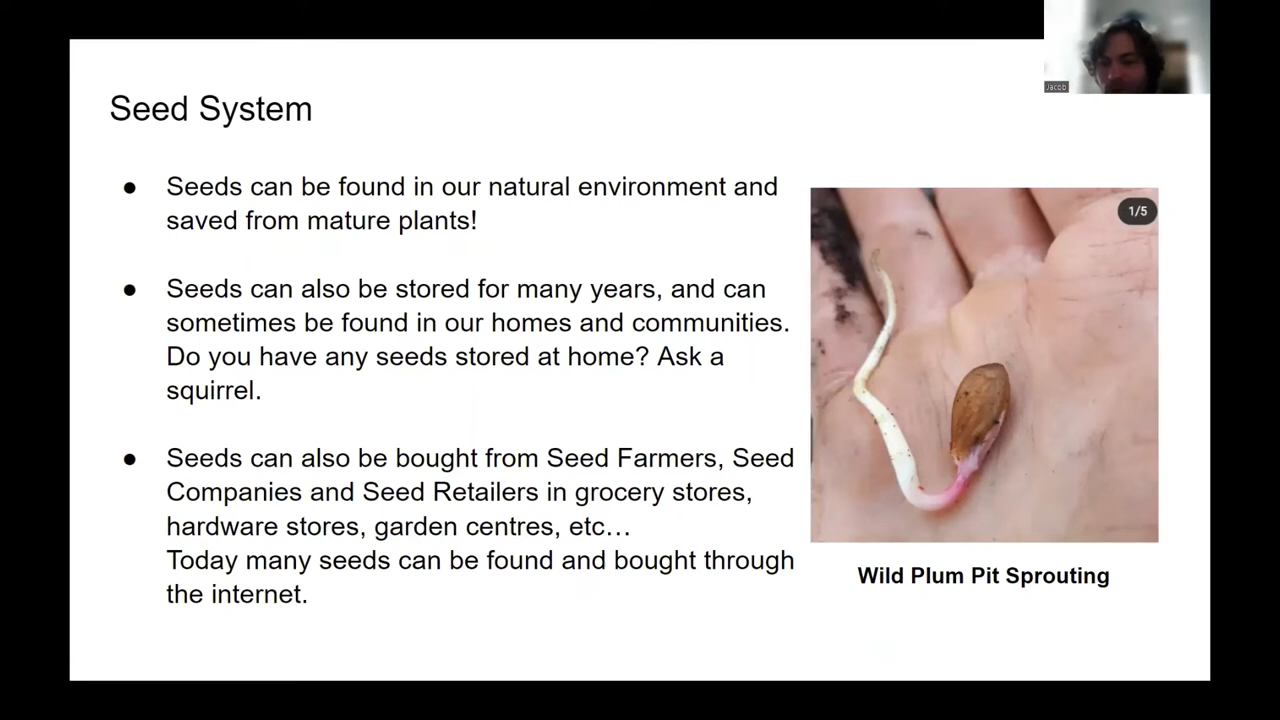 Jacob
Seed System
● Seeds can be found in our natural environment and
saved from mature plants!
● Seeds can also be stored for many years, and can
sometimes be found in our homes and communities.
Do you have any seeds stored at home? Ask a
squirrel.
● Seeds can also be bought from Seed Farmers, Seed
Companies and Seed Retailers in grocery stores,
hardware stores, garden centres, etc…
Today many seeds can be found and bought through
the internet.
1/5
Wild Plum Pit Sprouting